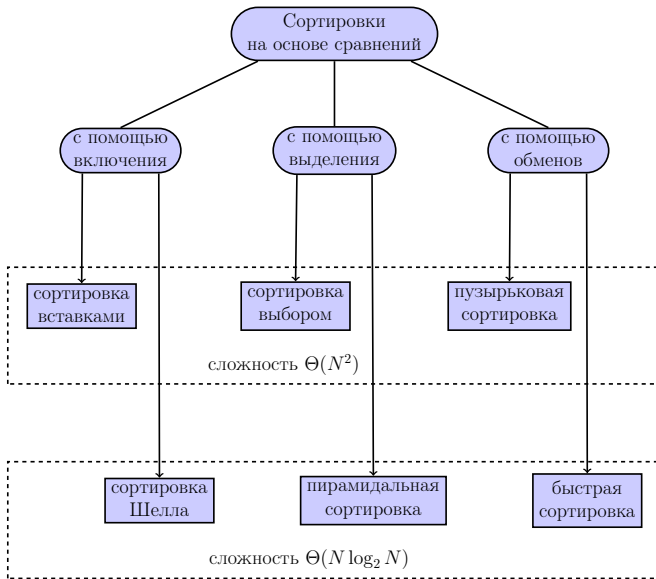 Сортировки
на основе сравнений
с помощью
включения
с помощью
выделения
с помощью
обменов
сортировка
вставками
сортировка
выбором
пузырьковая
сортировка
сложность Θ(N²)
сортировка
Шелла
пирамидальная
сортировка
быстрая
сортировка
сложность Θ(N log₂ N)